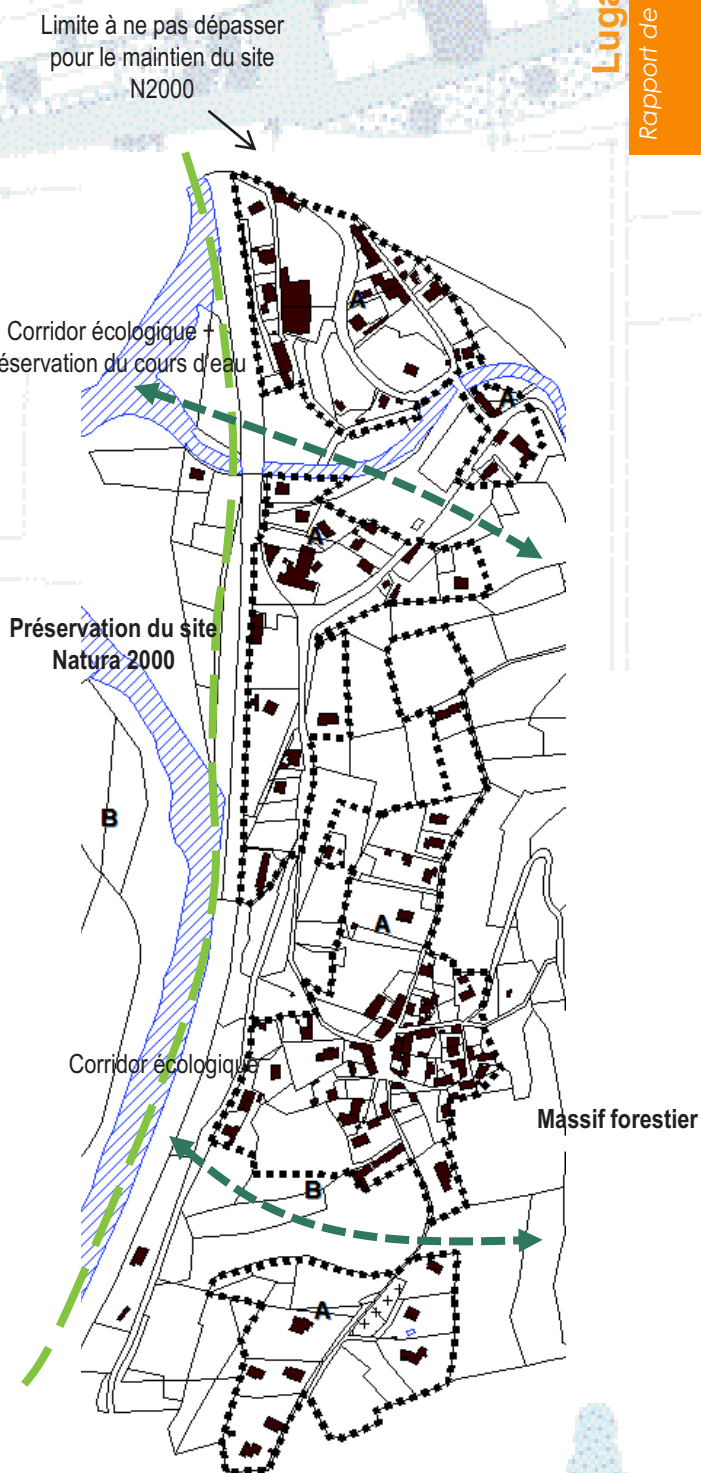 Limite à ne pas dépasser
pour le maintien du site
N2000
Luga
Rapport de
A
Corridor écologique +
éservation du cours d'eau
A
A
Préservation du site
Natura 2000
B
A
Corridor écologique
Massif forestier
B
A